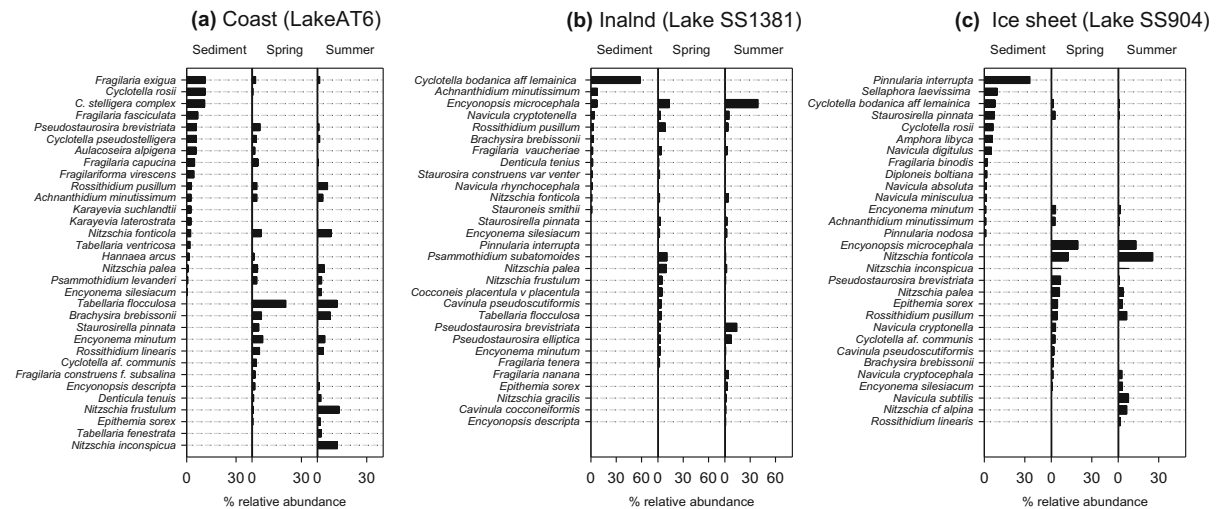 (a) Coast (LakeAT6)
Sediment Spring Summer
Fragilaria exigua
Cyclotella rosii
C. stelligera complex
Fragilaria fasciculata
Pseudostaurosira brevistriata
Cyclotella pseudostelligera
Aulacoseira alpigena
Fragilaria capucina
Fragilariforma virescens
Rossithidium pusillum
Achnanthidium minutissimum
Karayevia suchlandtii
Karayevia laterostrata
Nitzschia fonticola
Tabellaria ventricosa
Hannaea arcus
Nitzschia palea
Psammothidium levanderi
Encyonema silesiacum
Tabellaria flocculosa
Brachysira brebissonii
Staurosirella pinnata
Encyonema minutum
Rossithidium linearis
Cyclotella af. communis
Fragilaria construens f. subsalina
Encyonopsis descripta
Denticula tenuis
Nitzschia frustulum
Epithemia sorex
Tabellaria fenestrata
Nitzschia inconspicua
0 30 0 30 0 30
% relative abundance
(b) Inalnd (Lake SS1381)
Sediment Spring Summer
Cyclotella bodanica aff lemainica
Achnanthidium minutissimum
Encyonopsis microcephala
Navicula cryptotenella
Rossithidium pusillum
Brachysira brebissonii
Fragilaria vaucheriae
Denticula tenius
Staurosira construens var venter
Navicula rhynchocephala
Nitzschia fonticola
Stauroneis smithii
Staurosirella pinnata
Encyonema silesiacum
Pinnularia interrupta
Psammothidium subatomoides
Nitzschia palea
Nitzschia frustulum
Cocconeis placentula v placentula
Cavinula pseudoscutiformis
Tabellaria flocculosa
Pseudostaurosira brevistriata
Pseudostaurosira elliptica
Encyonema minutum
Fragilaria tenera
Fragilaria nanana
Epithemia sorex
Nitzschia gracilis
Cavinula cocconeiformis
Encyonopsis descripta
0 30 60 0 30 60 0 30 60
% relative abundance
(c) Ice sheet (Lake SS904)
Sediment Spring Summer
Pinnularia interrupta
Sellaphora laevissima
Cyclotella bodanica aff lemainica
Staurosira pinnata
Cyclotella rosii
Amphora libyca
Navicula digitulus
Fragilaria binodis
Diploneis boltiana
Navicula absoluta
Navicula minisculua
Encyonema minutum
Achnanthidium minutissimum
Pinnularia nodosa
Encyonopsis microcephala
Nitzschia fonticola
Nitzschia inconspicua
Pseudostaurosira brevistriata
Nitzschia palea
Epithemia sorex
Rossithidium pusillum
Navicula cryptonella
Cyclotella af. communis
Cavinula pseudoscutiformis
Brachysira brebissonii
Navicula cryptocephala
Encyonema silesiacum
Navicula subtilis
Nitzschia cf alpina
Rossithidium linearis
0 30 0 30 0 30
% relative abundance